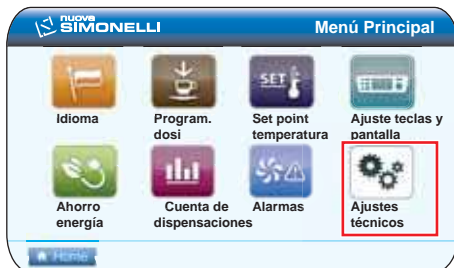 nuova
SIMONELLI
Menú Principal
SET
Idioma
Program.
dosi
Set point
temperatura
Ajuste teclas y
pantalla
Ahorro
energía
Cuenta de
dispensaciones
Alarmas
Ajustes
técnicos
Home